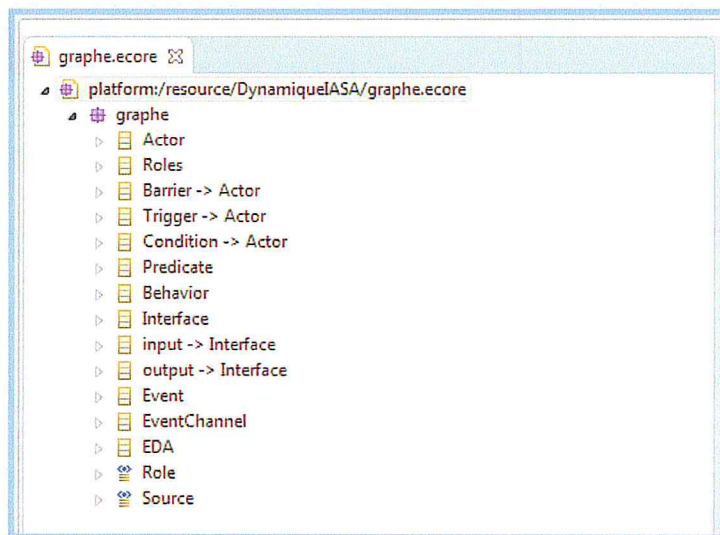 graphe.ecore
platform:/resource/DynamiqueIASA/graphe.ecore
graphe
Actor
Roles
Barrier -> Actor
Trigger -> Actor
Condition -> Actor
Predicate
Behavior
Interface
input -> Interface
output -> Interface
Event
EventChannel
EDA
Role
Source